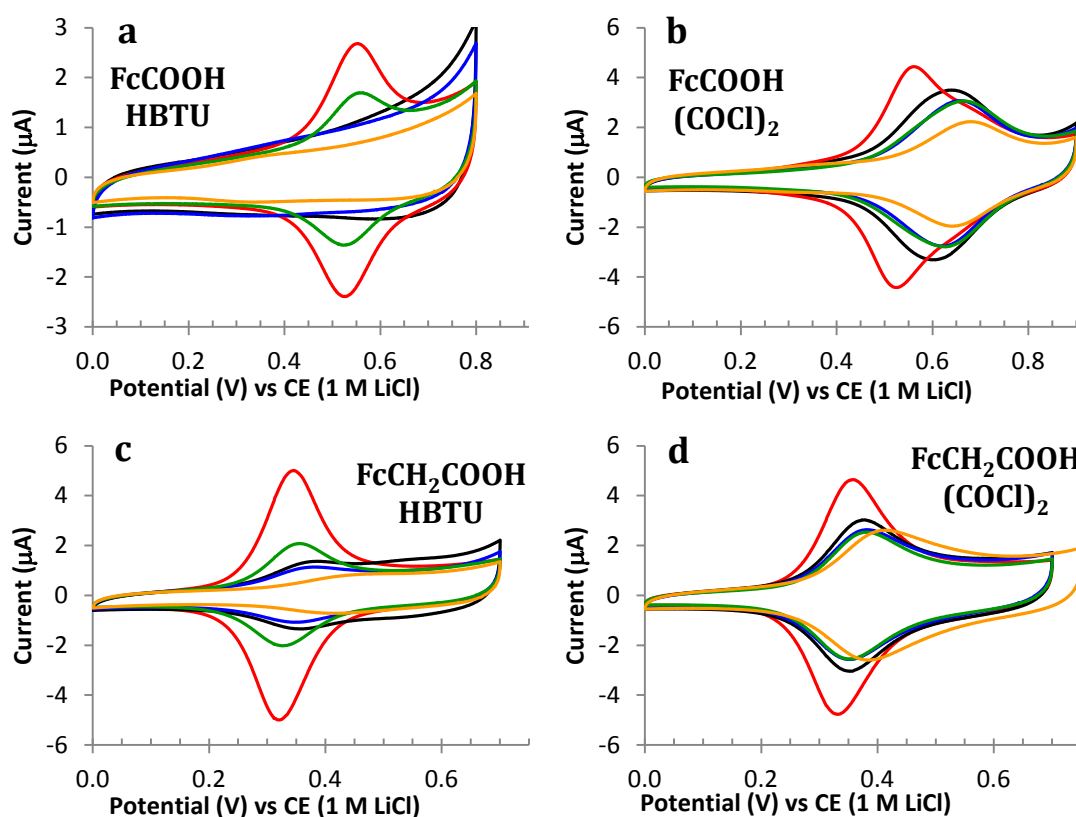 a
FcCOOH
HBTU
3
2
1
0
-1
-2
-3
Current (μA)
0.0 0.2 0.4 0.6 0.8
Potential (V) vs CE (1 M LiCl)
b
FcCOOH
(COCl)2
6
4
2
0
-2
-4
-6
Current (μA)
0.0 0.2 0.4 0.6
Potential (V) vs CE (1 M LiCl)
c
FcCH2COOH
HBTU
6
4
2
0
-2
-4
-6
Current (μA)
0.0 0.2 0.4 0.6
Potential (V) vs CE (1 M LiCl)
d
FcCH2COOH
(COCl)2
6
4
2
0
-2
-4
-6
Current (μA)
0.0 0.2 0.4 0.6
Potential (V) vs CE (1 M LiCl)